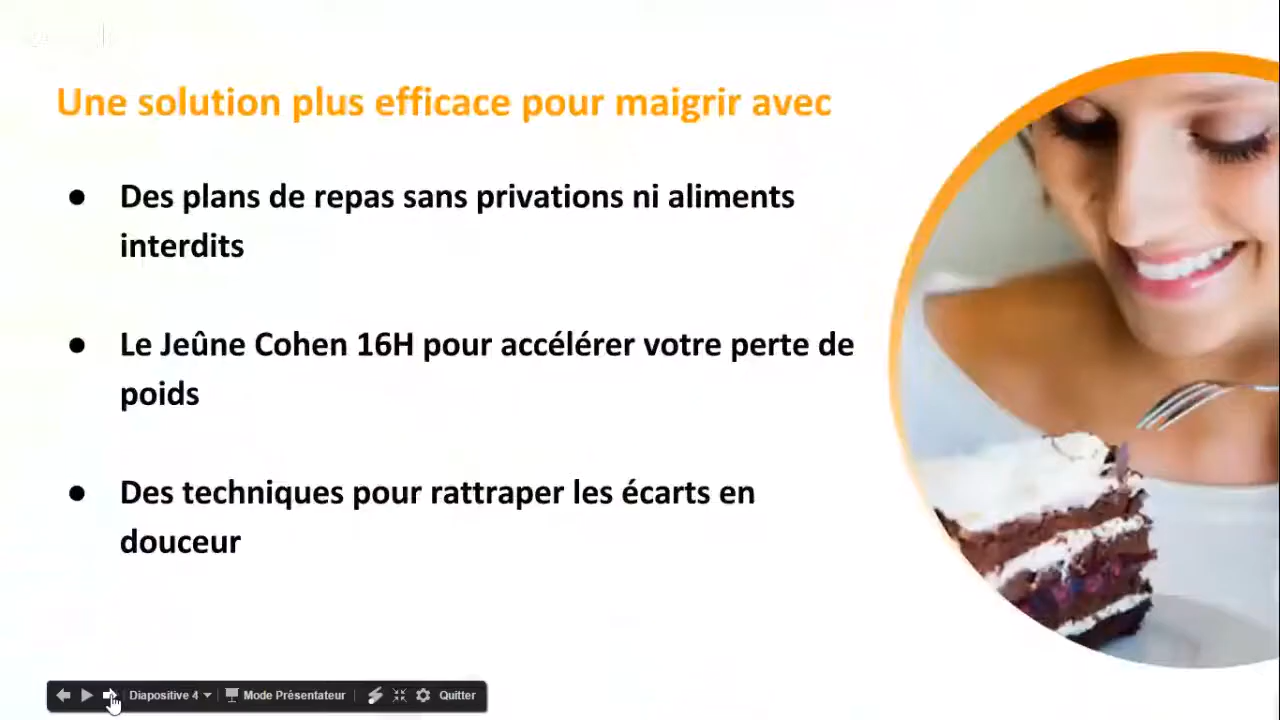 Une solution plus efficace pour maigrir avec
● Des plans de repas sans privations ni aliments
interdits
● Le Jeûne Cohen 16H pour accélérer votre perte de
poids
● Des techniques pour rattraper les écarts en
douceur
Diapositive 4 Mode Présentateur Quitter